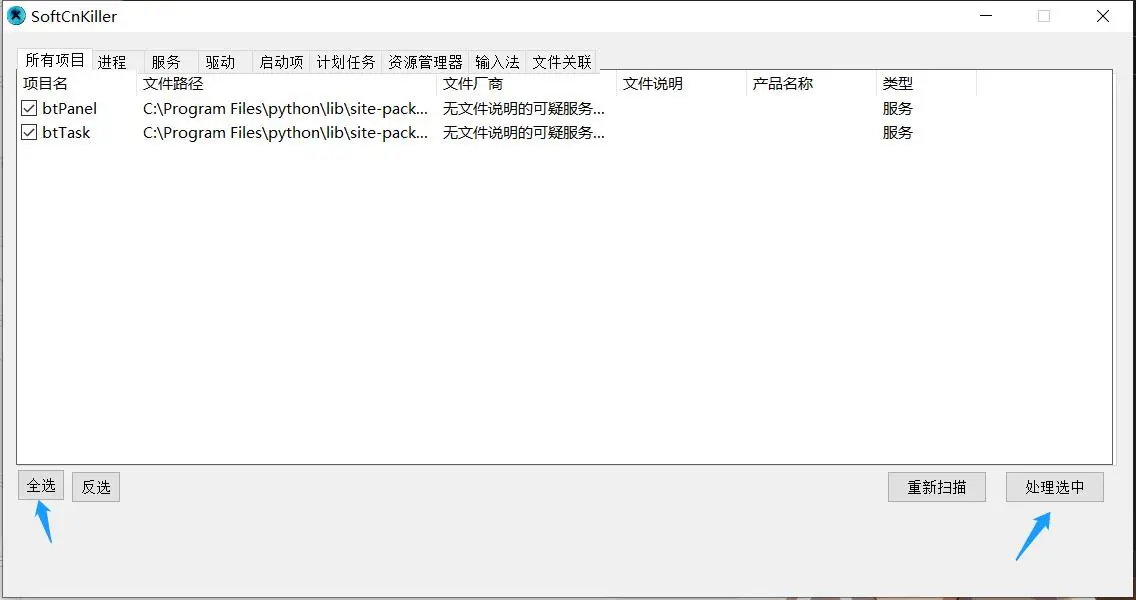 SoftCnKiller
所有项目 进程 服务 驱动 启动项 计划任务 资源管理器 输入法 文件关联
项目名 文件路径 文件厂商 文件说明 产品名称 类型
btPanel C:\Program Files\python\lib\site-pack... 无文件说明的可疑服务... 服务
btTask C:\Program Files\python\lib\site-pack... 无文件说明的可疑服务... 服务
全选 反选 重新扫描 处理选中